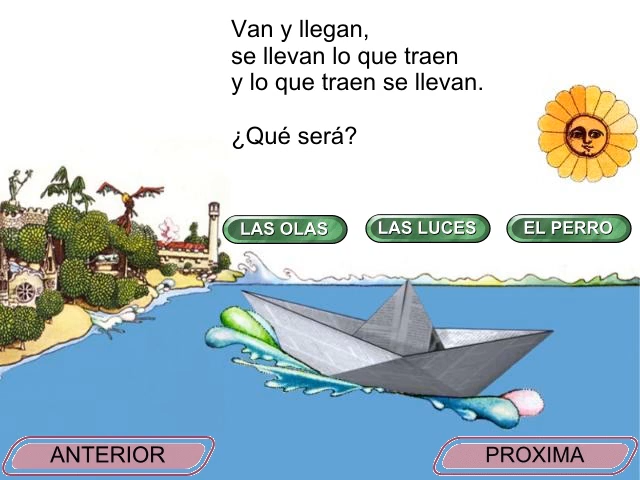 Van y llegan,
se llevan lo que traen
y lo que traen se llevan.
¿Qué será?
LAS OLAS
LAS LUCES
EL PERRO
ANTERIOR
PROXIMA